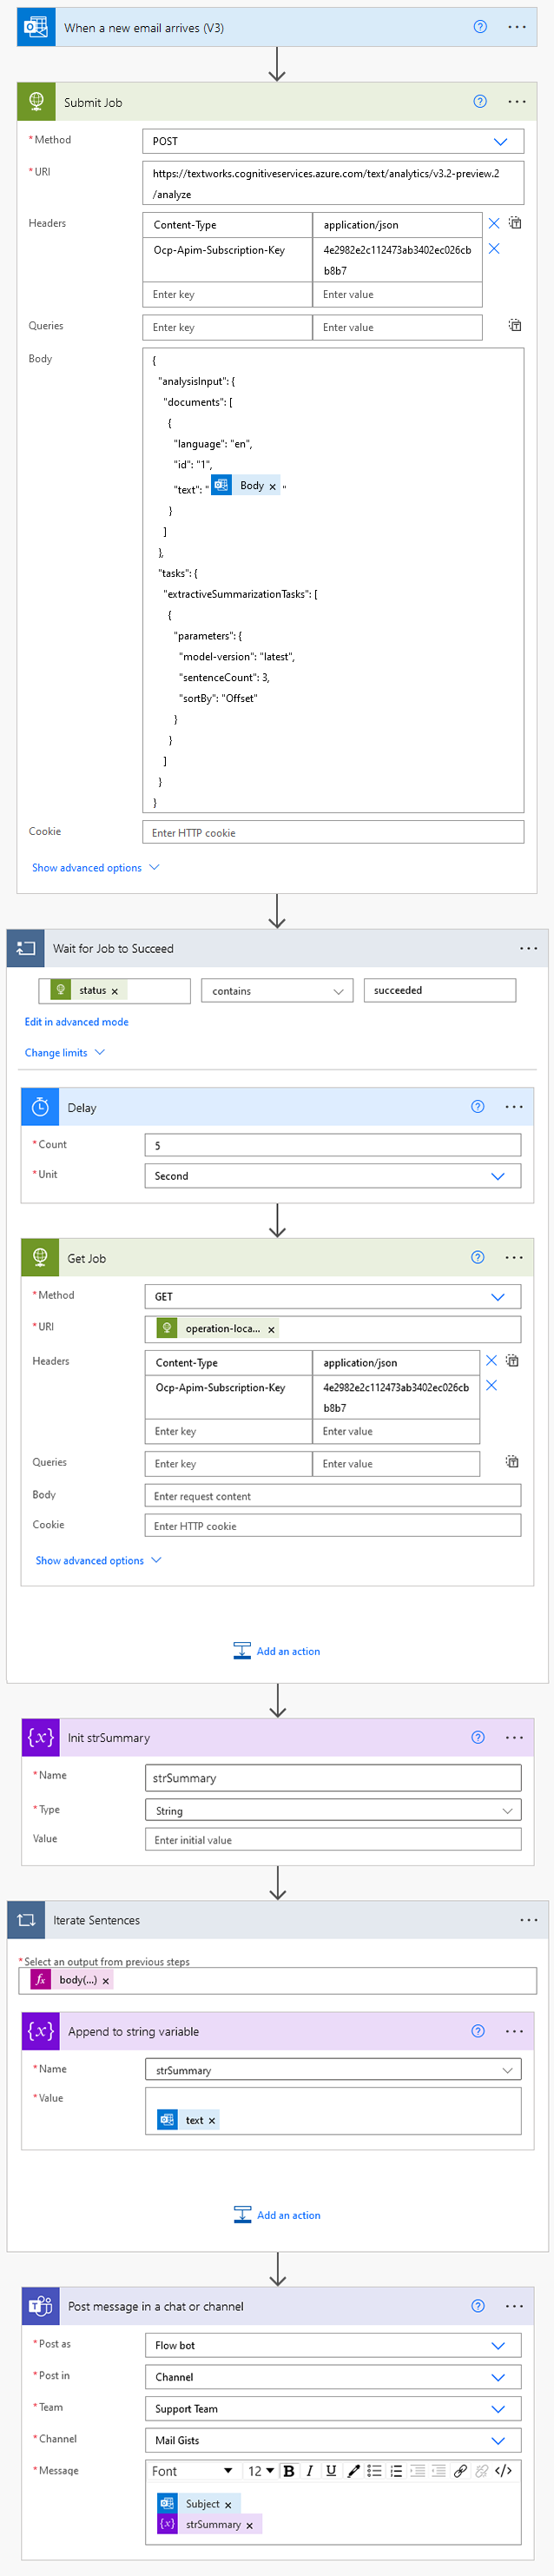 When a new email arrives (V3)
Submit Job
* Method
POST
* URI
https://textworks.cognitiveservices.azure.com/text/analytics/v3.2-preview.2
/analyze
Headers
Content-Type
application/json
Ocp-Apim-Subscription-Key
4e2982e2c112473ab3402ec026cb
b8b7
Enter key
Enter value
Queries
Enter key
Enter value
Body
{
"analysisInput": {
"documents": [
{
"language": "en",
"id": "1",
"text": " Body × "
}
]
},
"tasks": {
"extractiveSummarizationTasks": [
{
"parameters": {
"model-version": "latest",
"sentenceCount": 3,
"sortBy": "Offset"
}
}
]
}
}
Cookie
Enter HTTP cookie
Show advanced options
Wait for Job to Succeed
status ×
contains
succeeded
Edit in advanced mode
Change limits
Delay
* Count
5
* Unit
Second
Get Job
* Method
GET
* URI
operation-loca... ×
Headers
Content-Type
application/json
Ocp-Apim-Subscription-Key
4e2982e2c112473ab3402ec026cb
b8b7
Enter key
Enter value
Queries
Enter key
Enter value
Body
Enter request content
Cookie
Enter HTTP cookie
Show advanced options
Add an action
{x} Init strSummary
* Name
strSummary
* Type
String
Value
Enter initial value
Iterate Sentences
* Select an output from previous steps
fx body(...) ×
{x} Append to string variable
* Name
strSummary
* Value
text ×
Add an action
Post message in a chat or channel
* Post as
Flow bot
* Post in
Channel
* Team
Support Team
* Channel
Mail Gists
* Message
Font 12 B I U </>
Subject ×
{x} strSummary ×